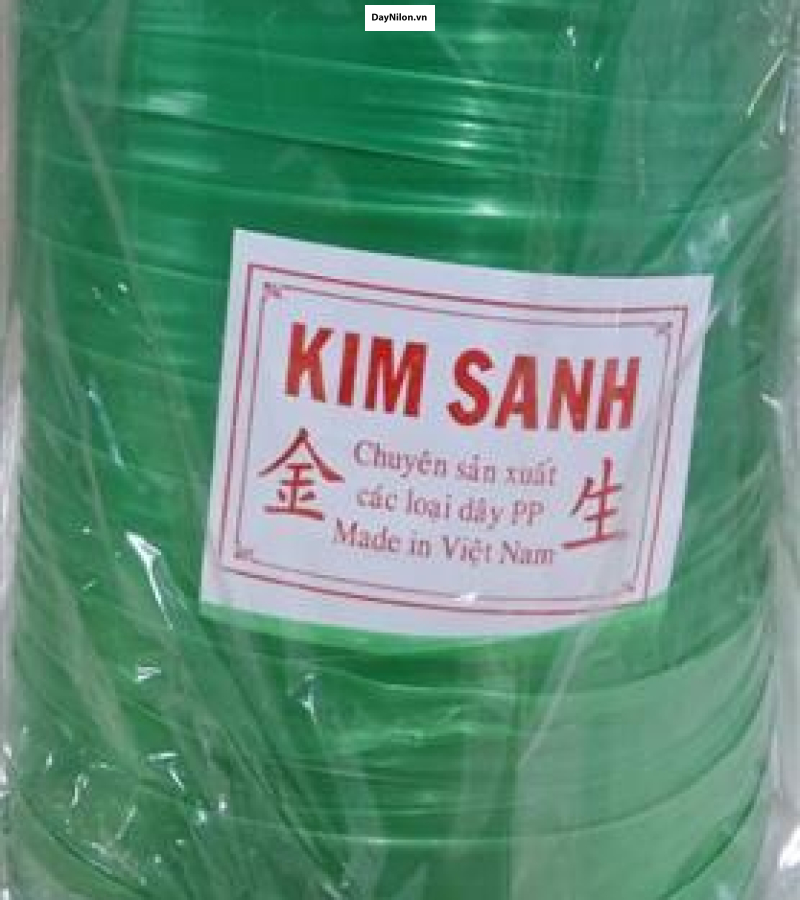 DayNilon.vn
KIM SANH
金 Chuyên sản xuất 生
các loại dây PP
Made in Việt Nam